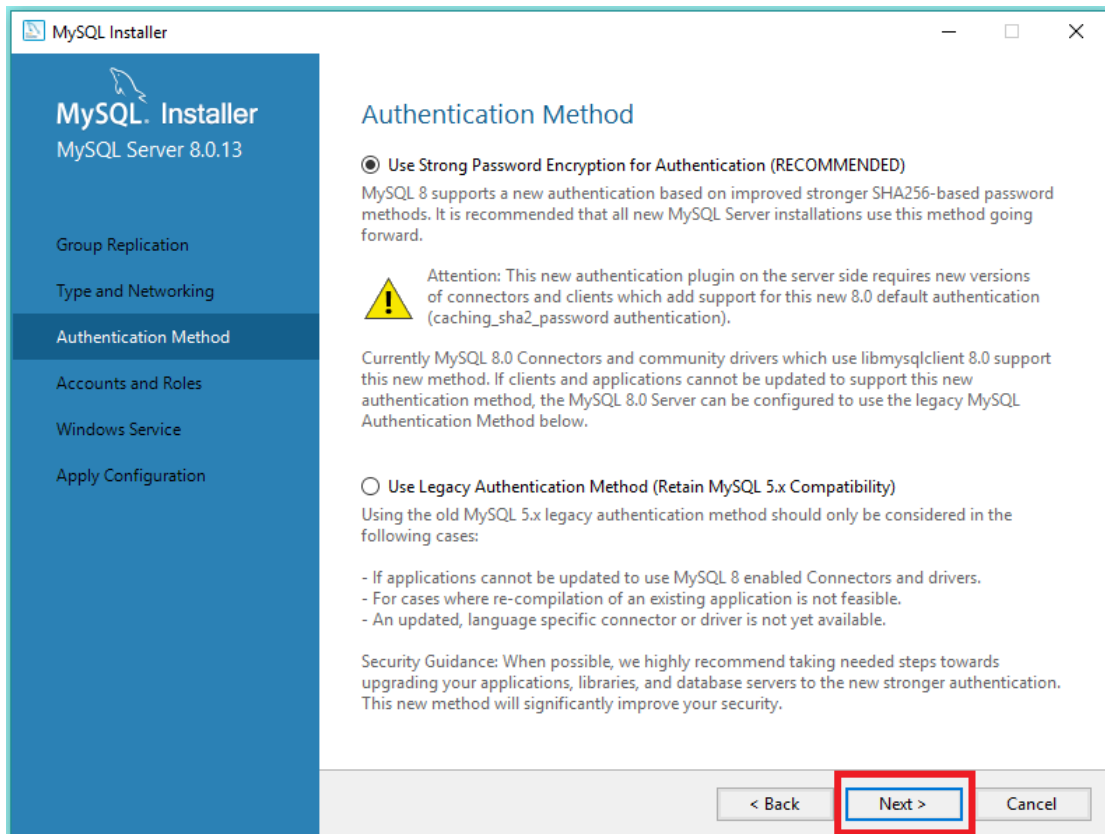 MySQL Installer
MySQL. Installer
MySQL Server 8.0.13
Group Replication
Type and Networking
Authentication Method
Accounts and Roles
Windows Service
Apply Configuration
Authentication Method
Use Strong Password Encryption for Authentication (RECOMMENDED)
MySQL 8 supports a new authentication based on improved stronger SHA256-based password
methods. It is recommended that all new MySQL Server installations use this method going
forward.
Attention: This new authentication plugin on the server side requires new versions
of connectors and clients which add support for this new 8.0 default authentication
(caching_sha2_password authentication).
Currently MySQL 8.0 Connectors and community drivers which use libmysqlclient 8.0 support
this new method. If clients and applications cannot be updated to support this new
authentication method, the MySQL 8.0 Server can be configured to use the legacy MySQL
Authentication Method below.
Use Legacy Authentication Method (Retain MySQL 5.x Compatibility)
Using the old MySQL 5.x legacy authentication method should only be considered in the
following cases:
- If applications cannot be updated to use MySQL 8 enabled Connectors and drivers.
- For cases where re-compilation of an existing application is not feasible.
- An updated, language specific connector or driver is not yet available.
Security Guidance: When possible, we highly recommend taking needed steps towards
upgrading your applications, libraries, and database servers to the new stronger authentication.
This new method will significantly improve your security.
< Back
Next >
Cancel